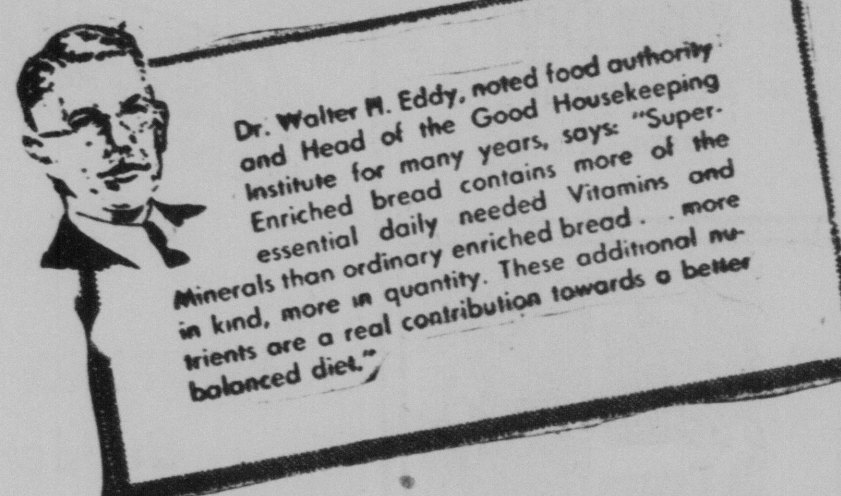 Dr. Walter H. Eddy, noted food authority
and Head of the Good Housekeeping
Institute for many years, says: "Super-
Enriched bread contains more of the
essential daily needed Vitamins and
Minerals than ordinary enriched bread . . more
in kind, more in quantity. These additional nu-
trients are a real contribution towards a better
balanced diet."